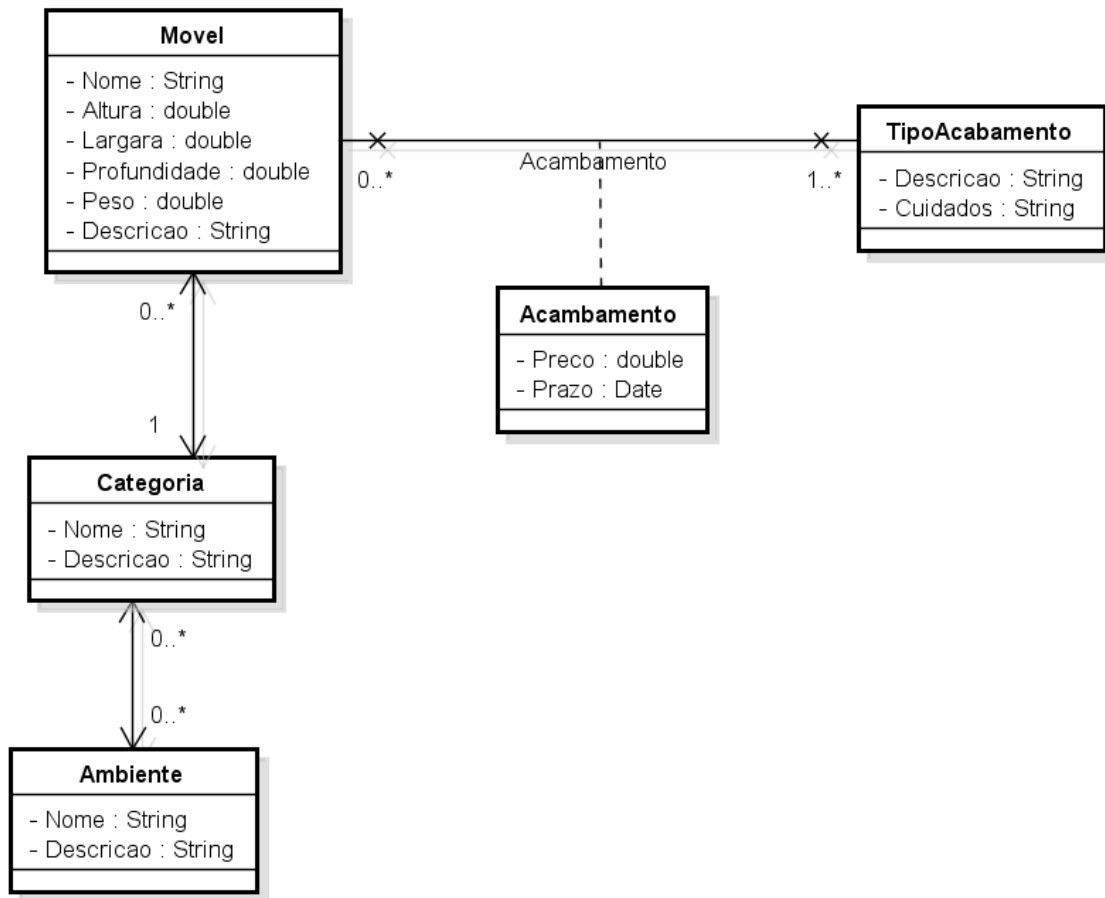 Movel
- Nome : String
- Altura : double
- Largara : double
- Profundidade : double
- Peso : double
- Descricao : String
0..*
Acambamento
1..*
TipoAcabamento
- Descricao : String
- Cuidados : String
Acambamento
- Preco : double
- Prazo : Date
0..*
1
Categoria
- Nome : String
- Descricao : String
0..*
0..*
Ambiente
- Nome : String
- Descricao : String